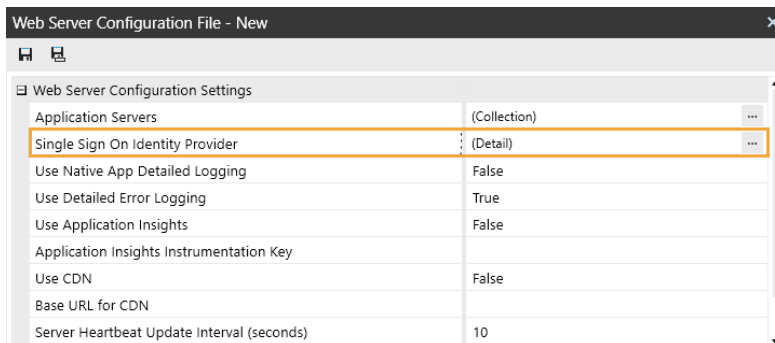 Web Server Configuration File - New
Web Server Configuration Settings
Application Servers (Collection) ...
Single Sign On Identity Provider (Detail) ...
Use Native App Detailed Logging False
Use Detailed Error Logging True
Use Application Insights False
Application Insights Instrumentation Key
Use CDN False
Base URL for CDN
Server Heartbeat Update Interval (seconds) 10